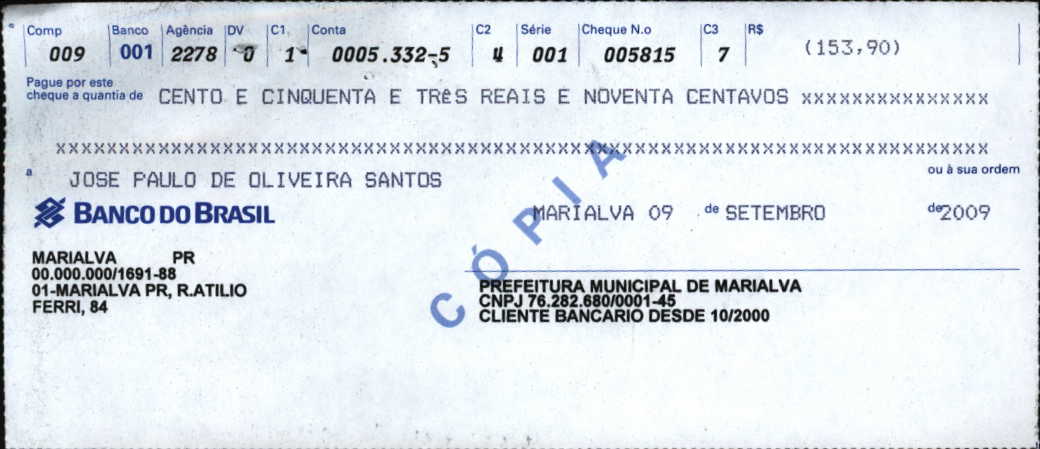 Comp Banco Agência DV C1 Conta C2 Série Cheque N.o C3 R$
009 001 2278 0 1 0005.332-5 4 001 005815 7 (153,90)
Pague por este
cheque a quantia de CENTO E CINQUENTA E TRêS REAIS E NOVENTA CENTAVOS xxxxxxxxxxxxxxx
xxxxxxxxxxxxxxxxxxxxxxxxxxxxxxxxxxxxxxxxxxxxxxxxxxxxxxxxxxxxxxxxxxxxxxxxxxxx
a JOSE PAULO DE OLIVEIRA SANTOS ou à sua ordem
BANCO DO BRASIL
MARIALVA 09 de SETEMBRO de 2009
CÓPIA
MARIALVA PR
00.000.000/1691-88
01-MARIALVA PR, R.ATILIO
FERRI, 84
PREFEITURA MUNICIPAL DE MARIALVA
CNPJ 76.282.680/0001-45
CLIENTE BANCARIO DESDE 10/2000